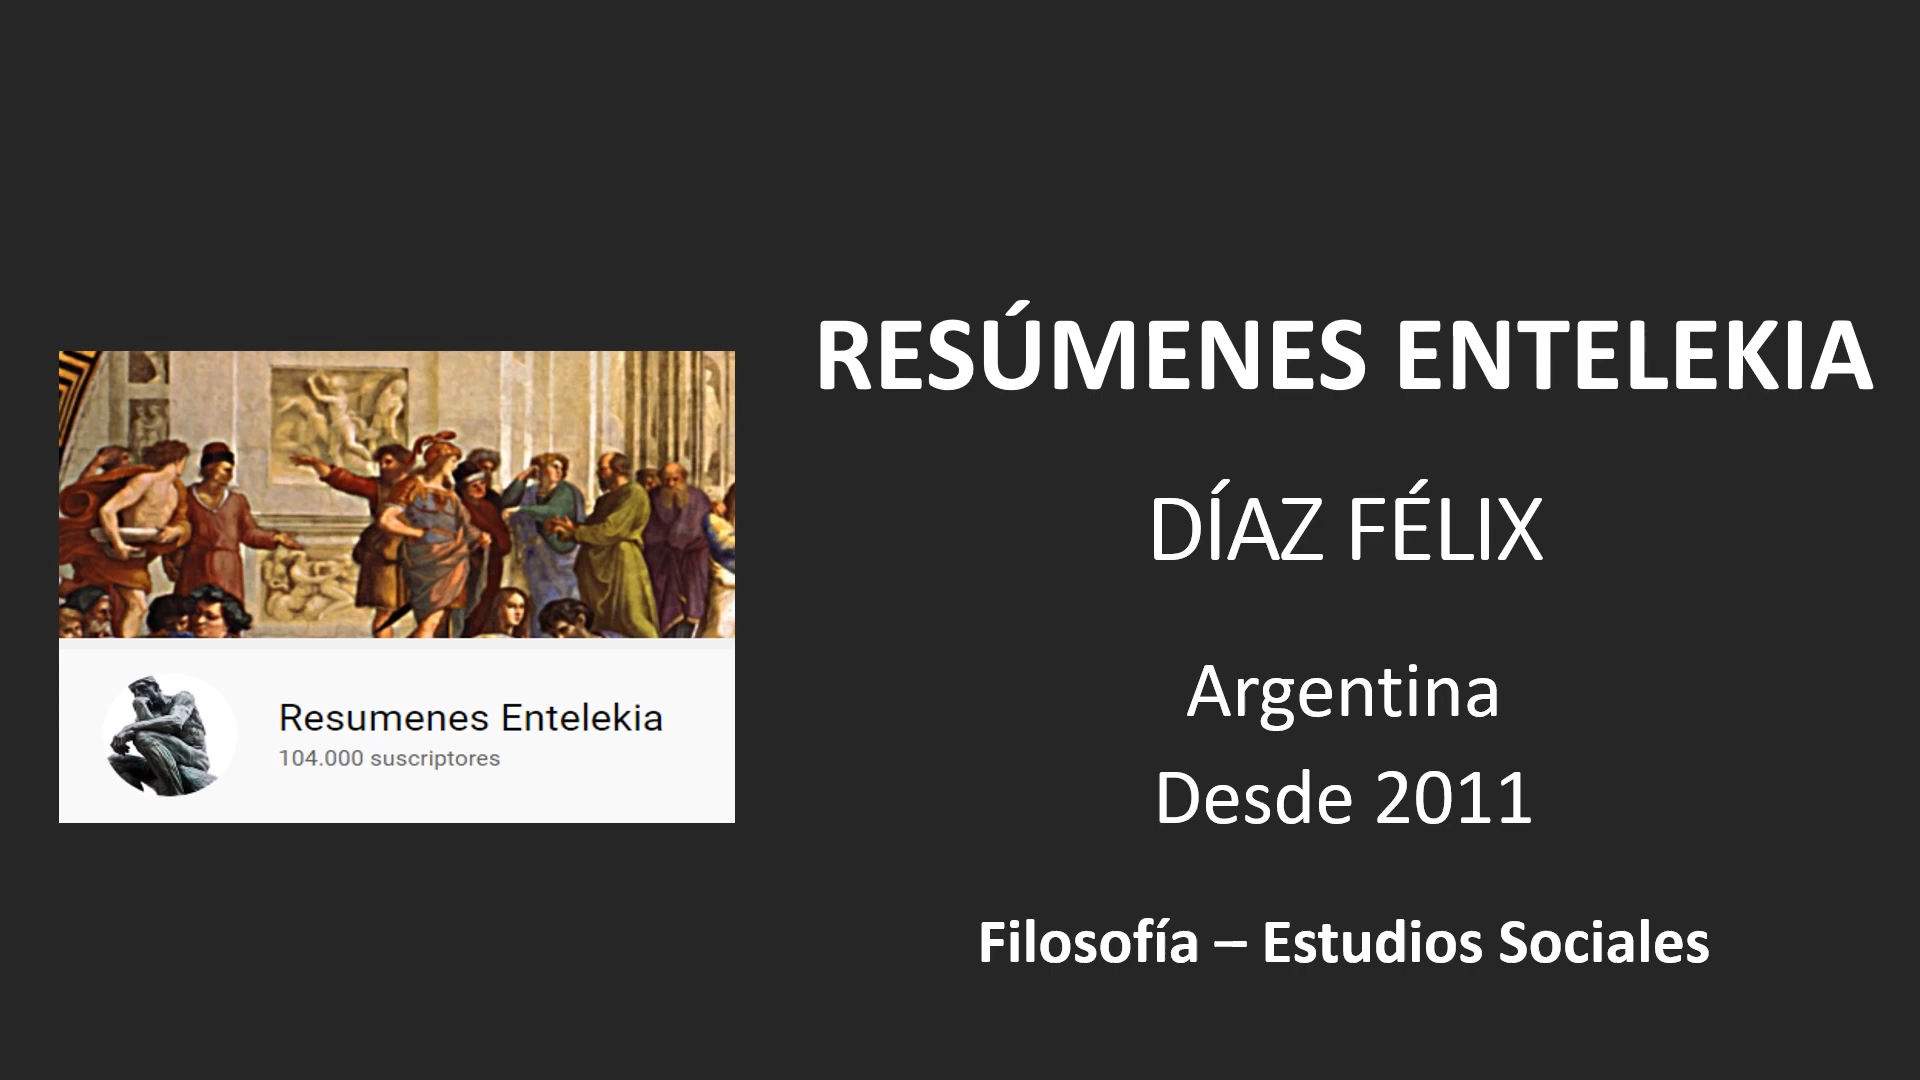 RESÚMENES ENTELEKIA
DÍAZ FÉLIX
Argentina
Desde 2011
Filosofía – Estudios Sociales
Resumenes Entelekia
104.000 suscriptores